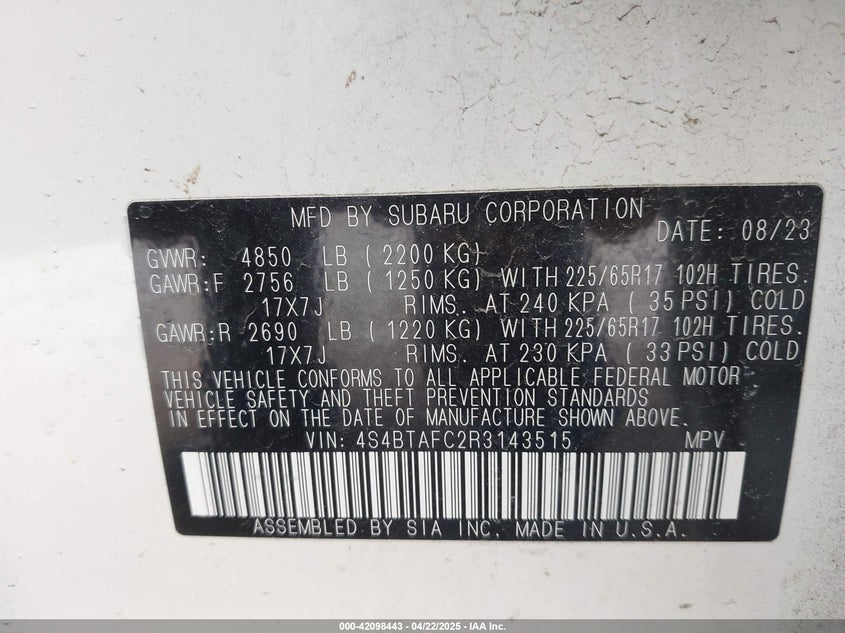 MFD BY SUBARU CORPORATION
DATE: 08/23
GVWR: 4850 LB ( 2200 KG)
GAWR:F 2756 LB ( 1250 KG) WITH 225/65R17 102H TIRES.
17X7J RIMS. AT 240 KPA ( 35 PSI) COLD
GAWR:R 2690 LB ( 1220 KG) WITH 225/65R17 102H TIRES.
17X7J RIMS. AT 230 KPA ( 33 PSI) COLD
THIS VEHICLE CONFORMS TO ALL APPLICABLE FEDERAL MOTOR
VEHICLE SAFETY AND THEFT PREVENTION STANDARDS
IN EFFECT ON THE DATE OF MANUFACTURE SHOWN ABOVE.
VIN: 4S4BTAFC2R3143515 MPV
ASSEMBLED BY SIA INC. MADE IN U.S.A.
000-42098443 - 04/22/2025 - IAA Inc.